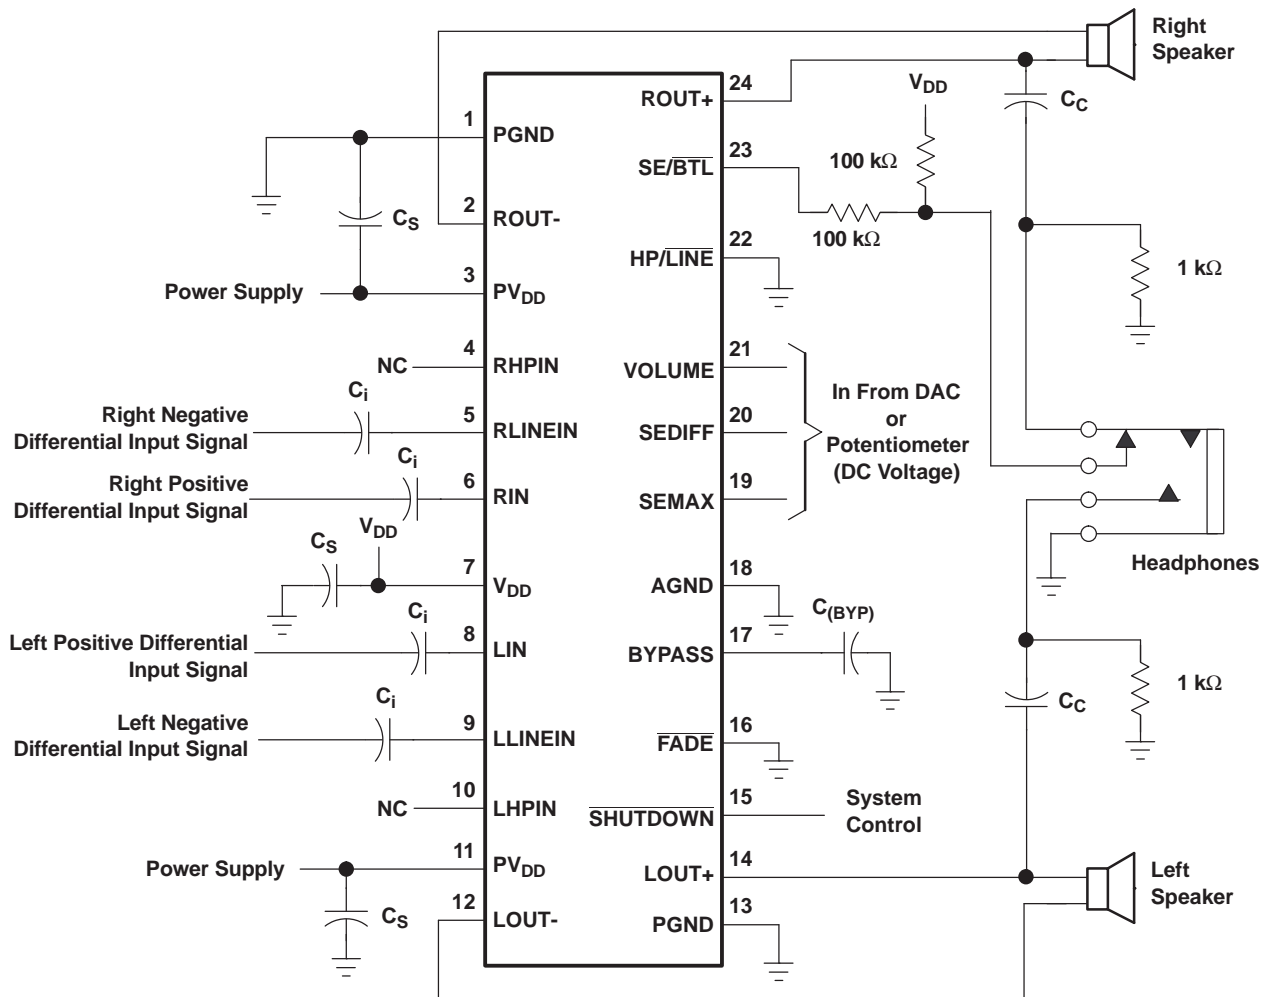 Right
Speaker
24
ROUT+
VDD
CC
1
PGND
23
SE/BTL
100 kΩ
100 kΩ
CS
2
ROUT-
22
HP/LINE
1 kΩ
Power Supply
3
PVDD
NC
4
RHPIN
21
VOLUME
In From DAC
or
Potentiometer
(DC Voltage)
Ci
Right Negative
Differential Input Signal
5
RLINEIN
20
SEDIFF
Ci
Right Positive
Differential Input Signal
6
RIN
19
SEMAX
VDD
CS
7
VDD
18
AGND
Headphones
Ci
C(BYP)
Left Positive Differential
Input Signal
8
LIN
17
BYPASS
Ci
CC
1 kΩ
Left Negative
Differential Input Signal
9
LLINEIN
16
FADE
NC
10
LHPIN
15
SHUTDOWN
System
Control
Power Supply
11
PVDD
14
LOUT+
Left
Speaker
CS
12
LOUT-
13
PGND